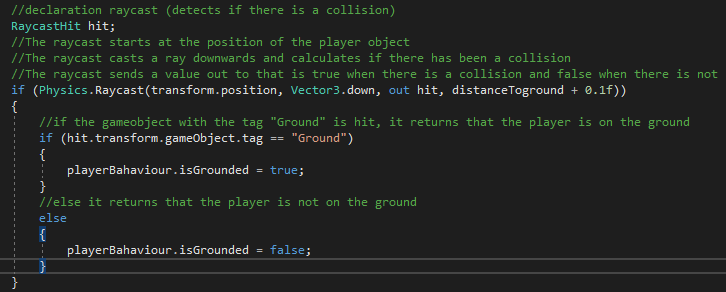 //declaration raycast (detects if there is a collision)
RaycastHit hit;
//The raycast starts at the position of the player object
//The raycast casts a ray downwards and calculates if there has been a collision
//The raycast sends a value out to that is true when there is a collision and false when there is not
if (Physics.Raycast(transform.position, Vector3.down, out hit, distanceToground + 0.1f))
{
    //if the gameobject with the tag "Ground" is hit, it returns that the player is on the ground
    if (hit.transform.gameObject.tag == "Ground")
    {
        playerBahaviour.isGrounded = true;
    }
    //else it returns that the player is not on the ground
    else
    {
        playerBahaviour.isGrounded = false;
    }
}